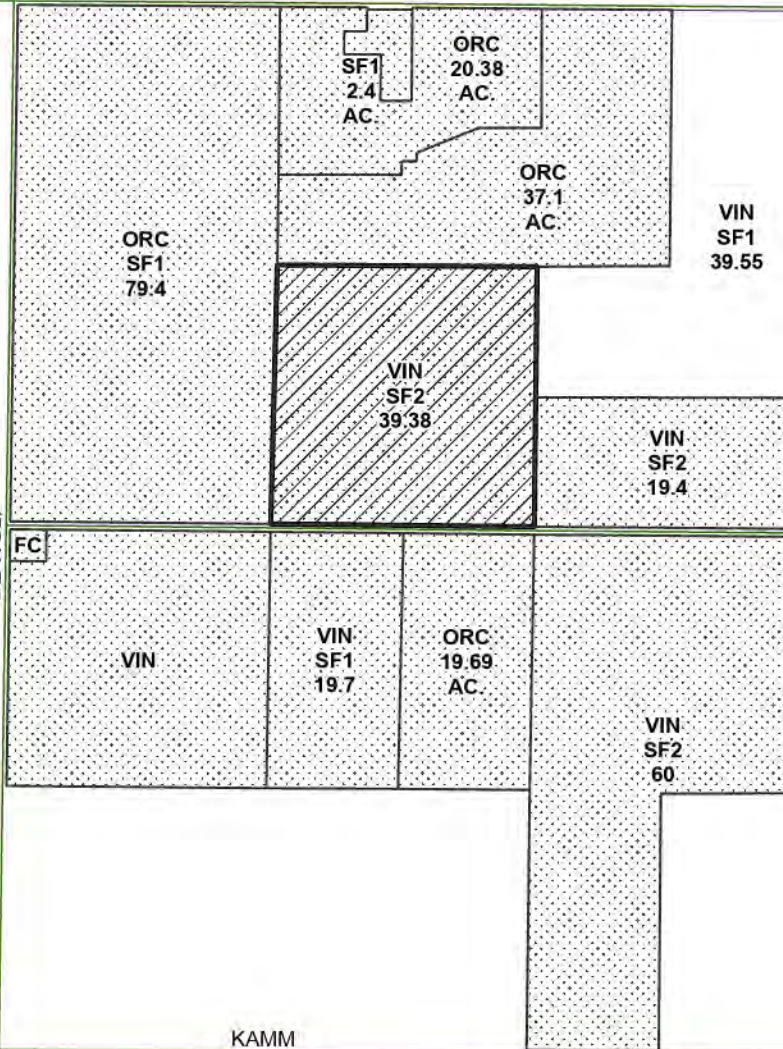 ORC
20.38
AC.
SF1
2.4
AC.
ORC
37.1
AC.
VIN
SF1
39.55
ORC
SF1
79.4
VIN
SF2
39.38
VIN
SF2
19.4
FC
VIN
VIN
SF1
19.7
ORC
19.69
AC.
VIN
SF2
60
KAMM